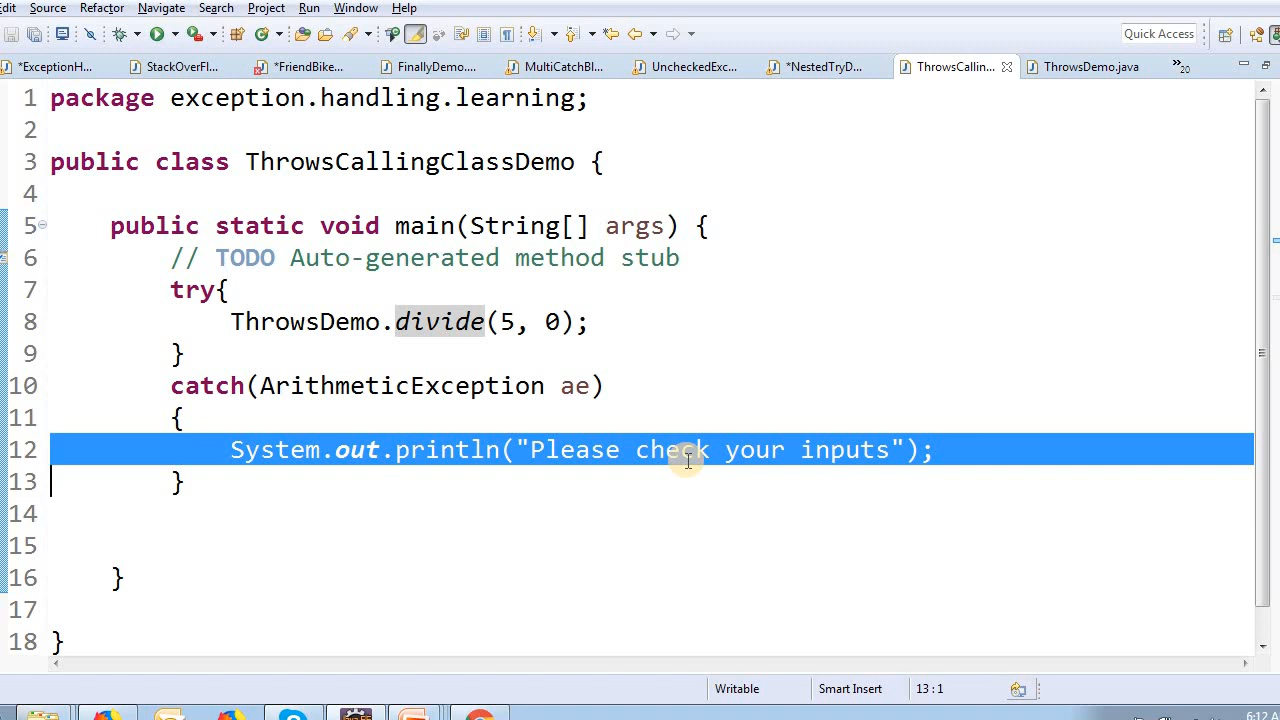 dit Source Refactor Navigate Search Project Run Window Help
Quick Access
*ExceptionH... StackOverFl... *FriendBike... FinallyDemo.... MultiCatchBl... UncheckedExc... *NestedTryD... ThrowsCallin... ThrowsDemo.java »20
1 package exception.handling.learning;
2
3 public class ThrowsCallingClassDemo {
4
5 public static void main(String[] args) {
6 // TODO Auto-generated method stub
7 try{
8 ThrowsDemo.divide(5, 0);
9 }
10 catch(ArithmeticException ae)
11 {
12 System.out.println("Please check your inputs");
13 }
14
15
16 }
17
18 }
Writable Smart Insert 13 : 1
6:12 A